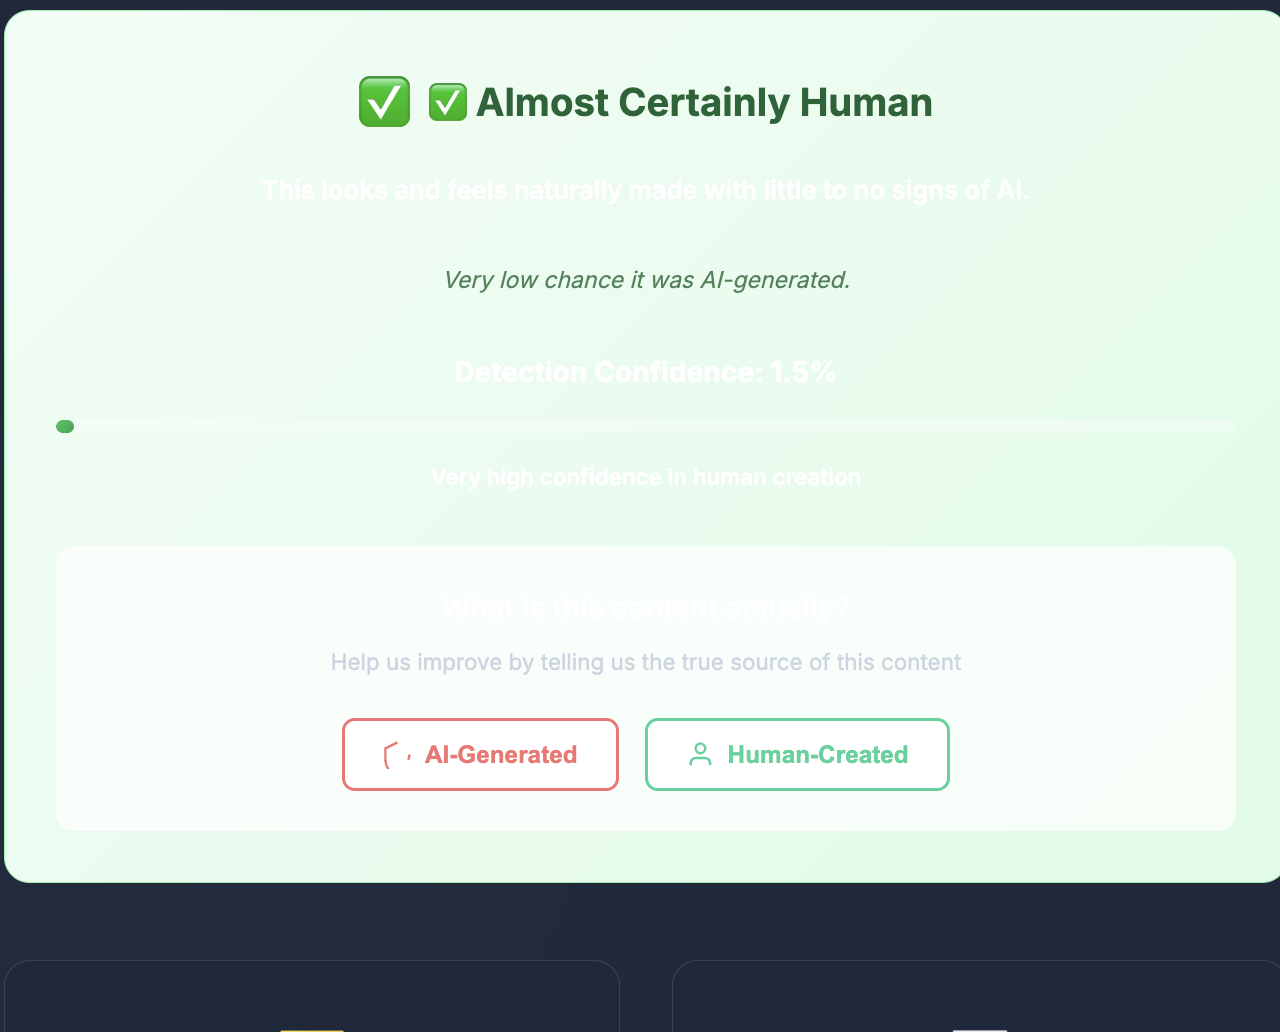 ✅ ✅ Almost Certainly Human
This looks and feels naturally made with little to no signs of AI.
Very low chance it was AI-generated.
Detection Confidence: 1.5%
Very high confidence in human creation
What is this content actually?
Help us improve by telling us the true source of this content
AI-Generated
Human-Created